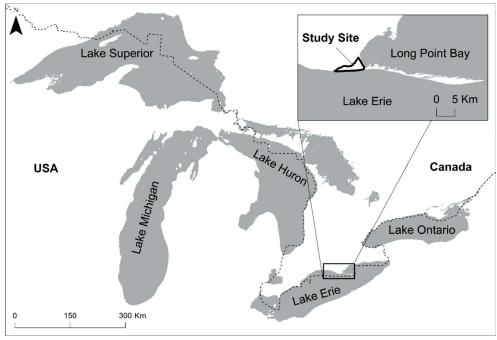 N
Lake Superior
Study Site
Long Point Bay
Lake Erie
0 5 Km
USA
Canada
Lake Huron
Lake Michigan
Lake Ontario
Lake Erie
0 150 300 Km